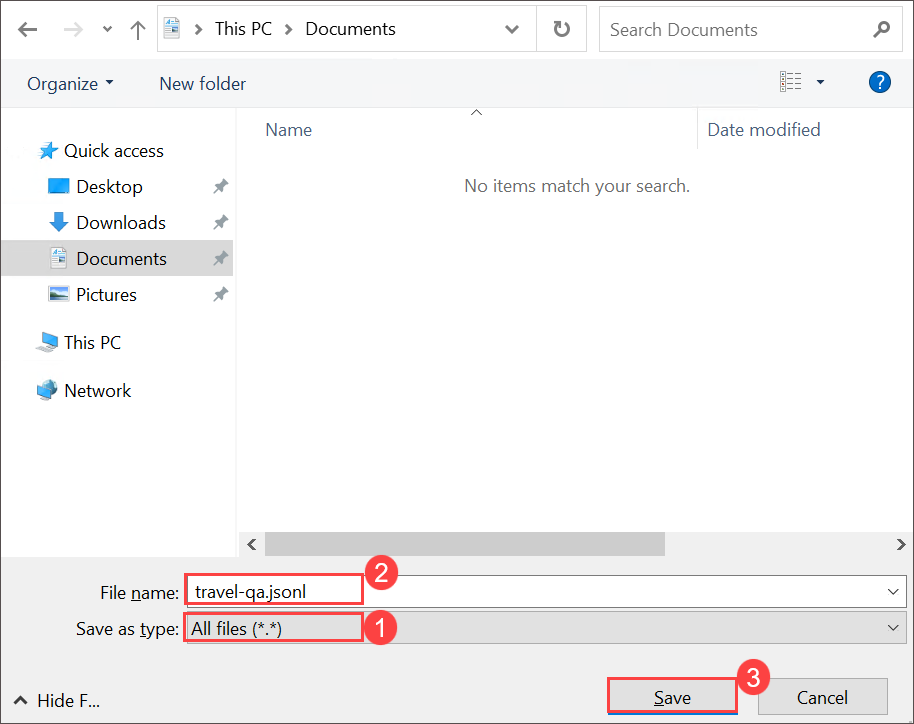 This PC > Documents
Search Documents
Organize
New folder
?
Name
Date modified
No items match your search.
Quick access
Desktop
Downloads
Documents
Pictures
This PC
Network
2
File name: travel-qa.jsonl
Save as type: All files (*.*)
1
3
Hide F...
Save
Cancel